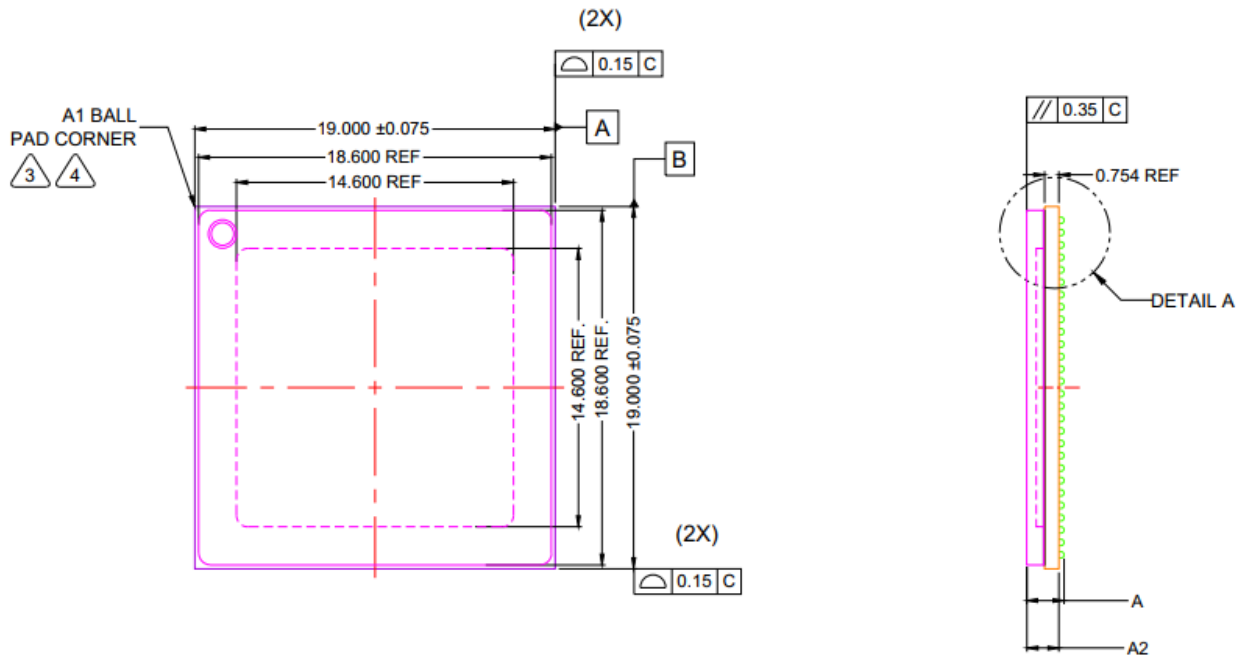 (2X)
⌓ 0.15 C
A1 BALL
PAD CORNER
3 4
19.000 ±0.075
A
18.600 REF
B
14.600 REF
14.600 REF.
18.600 REF.
19.000 ±0.075
(2X)
⌓ 0.15 C
// 0.35 C
0.754 REF
DETAIL A
A
A2